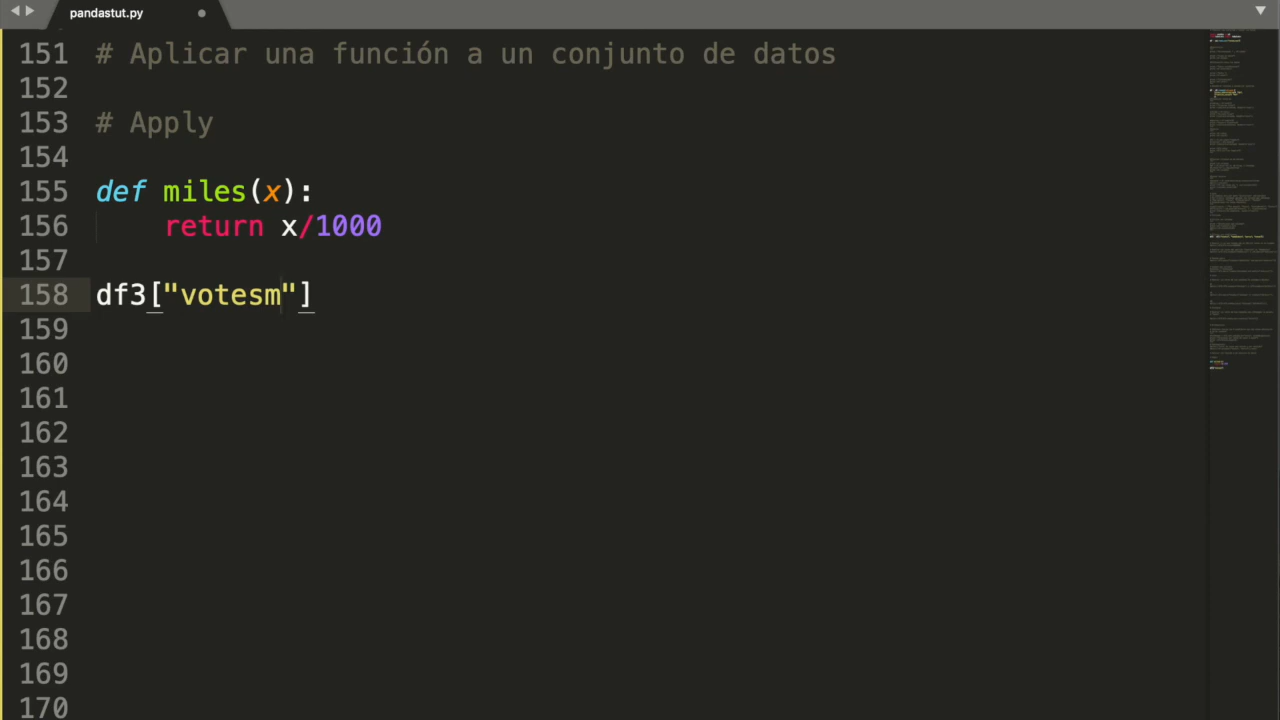 pandastut.py
151 # Aplicar una función a un conjunto de datos
152
153 # Apply
154
155 def miles(x):
156 return x/1000
157
158 df3["votesm"]
159
160
161
162
163
164
165
166
167
168
169
170